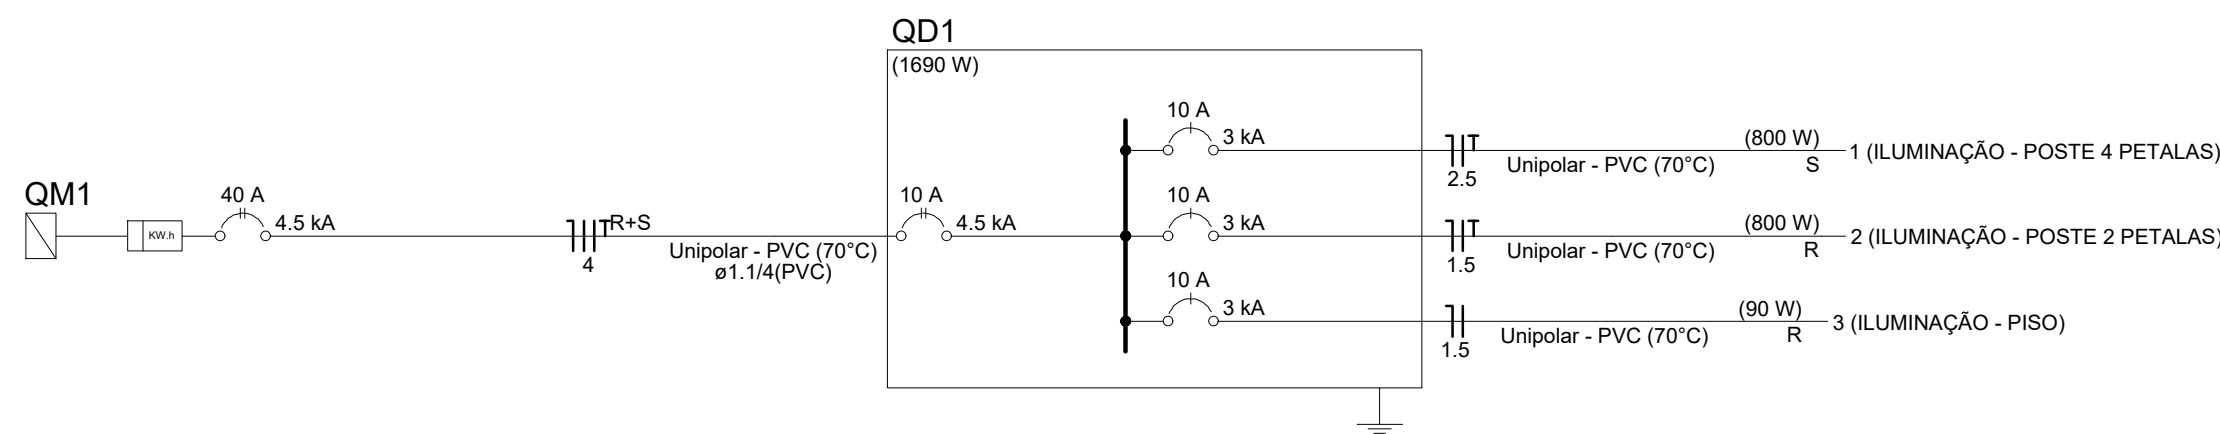 QD1
(1690 W)
10 A
3 kA
(800 W)
1 (ILUMINAÇÃO - POSTE 4 PETALAS)
2.5
Unipolar - PVC (70°C)
S
QM1
KW.h
40 A
4.5 kA
R+S
4
Unipolar - PVC (70°C)
ø1.1/4(PVC)
10 A
4.5 kA
10 A
3 kA
(800 W)
2 (ILUMINAÇÃO - POSTE 2 PETALAS)
1.5
Unipolar - PVC (70°C)
R
10 A
3 kA
(90 W)
3 (ILUMINAÇÃO - PISO)
1.5
Unipolar - PVC (70°C)
R